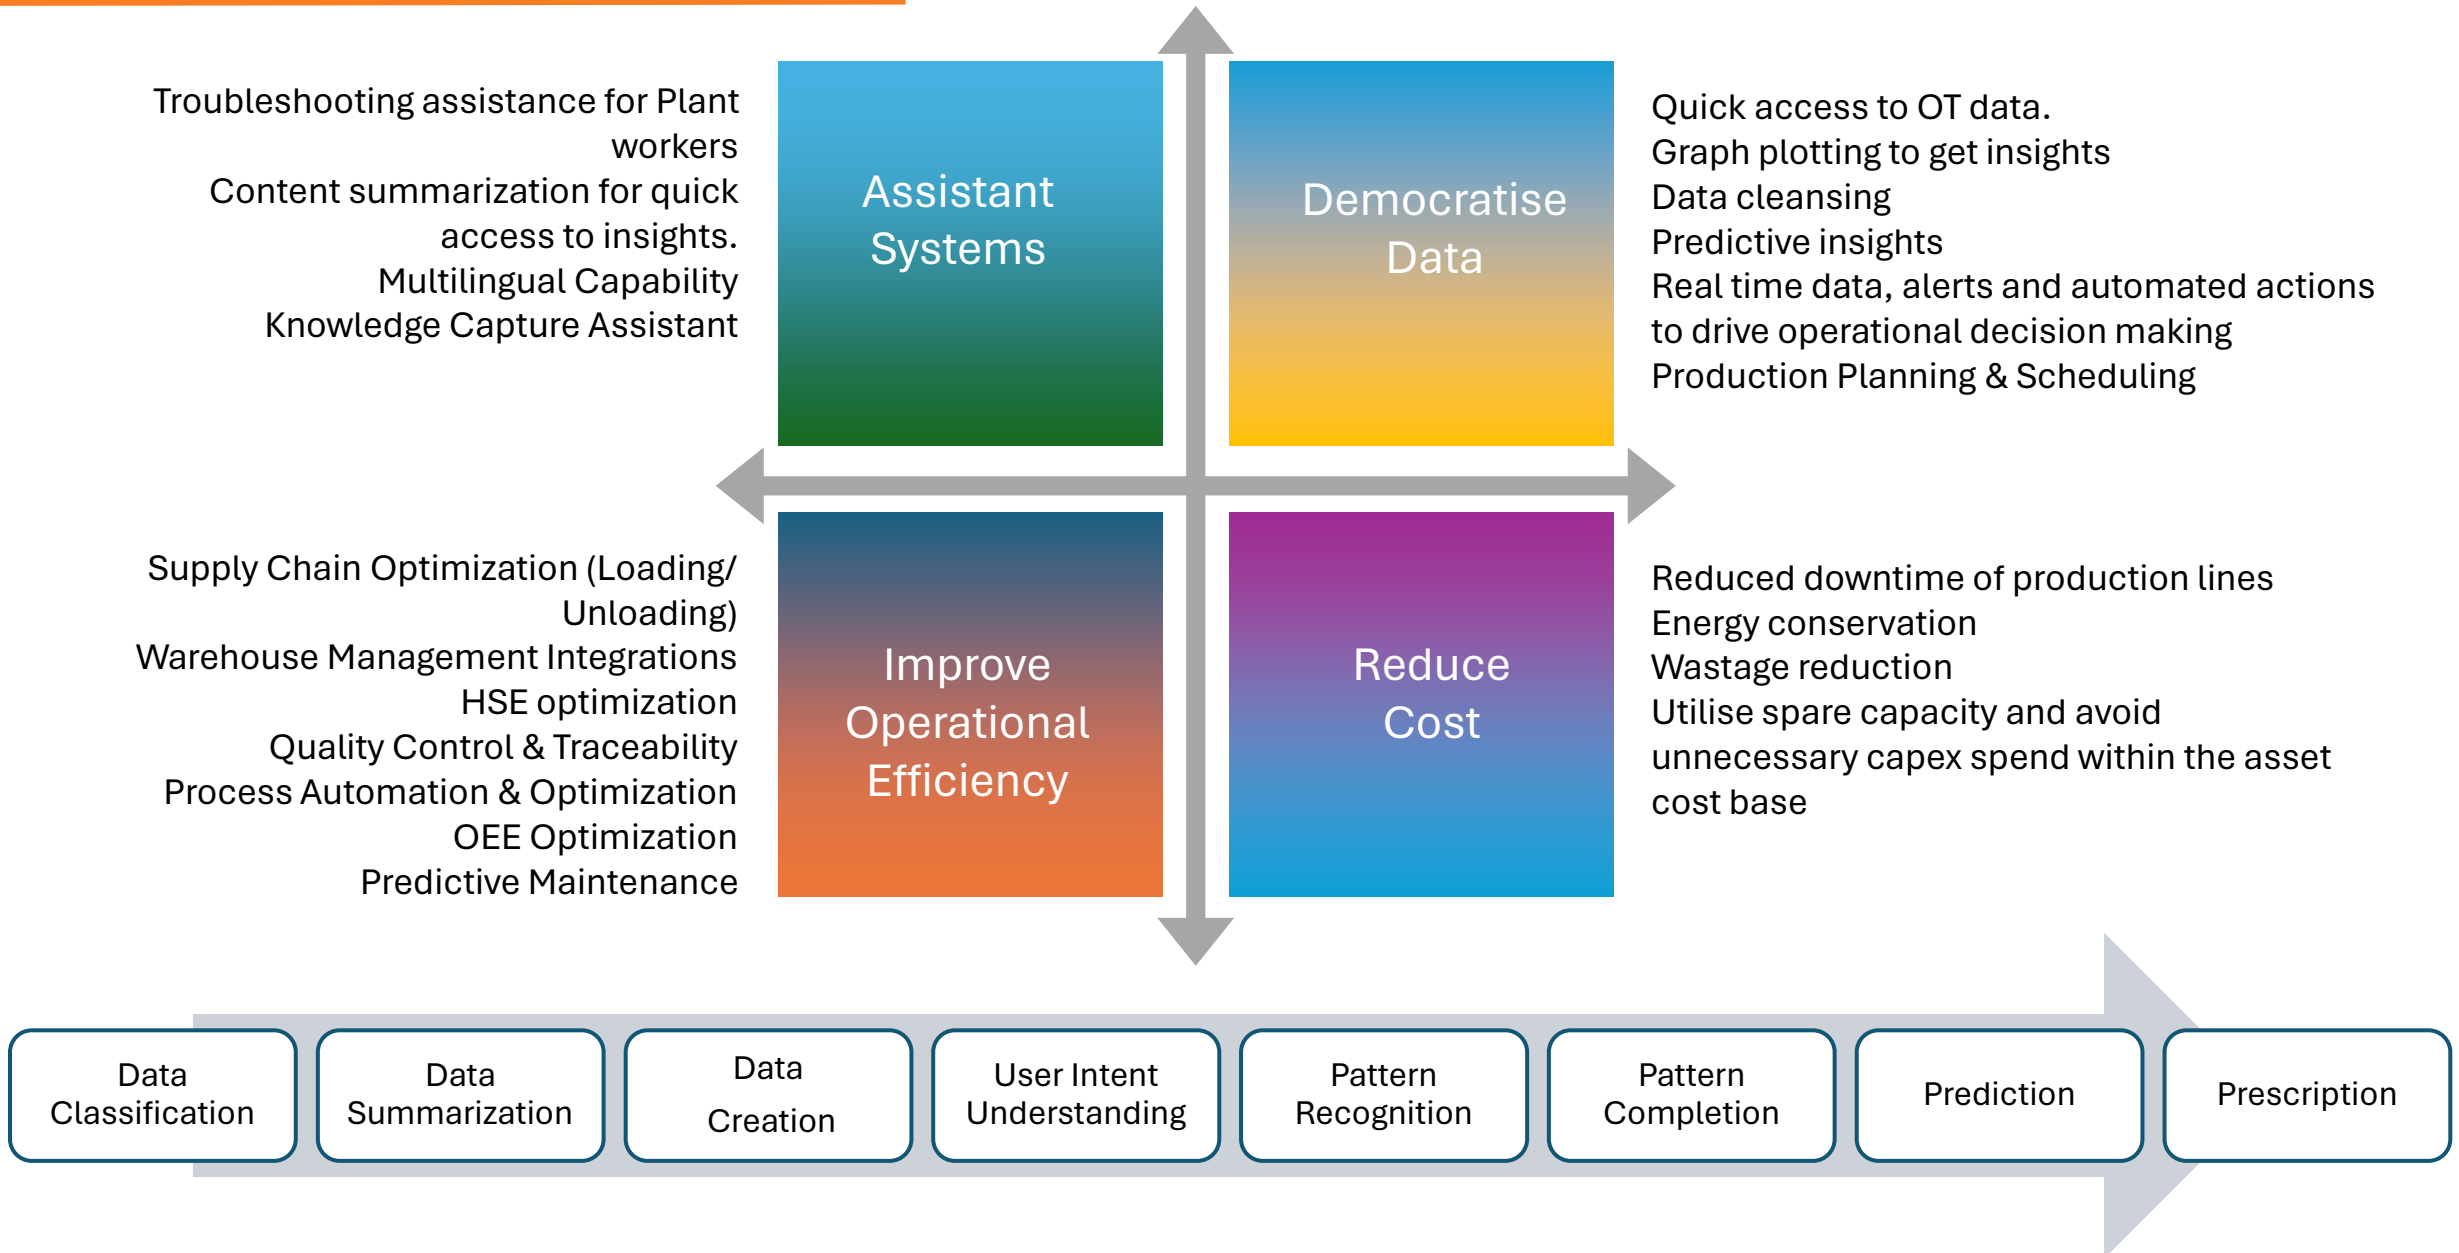 Troubleshooting assistance for Plant
workers
Content summarization for quick
access to insights.
Multilingual Capability
Knowledge Capture Assistant
Assistant
Systems
Democratise
Data
Quick access to OT data.
Graph plotting to get insights
Data cleansing
Predictive insights
Real time data, alerts and automated actions
to drive operational decision making
Production Planning & Scheduling
Supply Chain Optimization (Loading/
Unloading)
Warehouse Management Integrations
HSE optimization
Quality Control & Traceability
Process Automation & Optimization
OEE Optimization
Predictive Maintenance
Improve
Operational
Efficiency
Reduce
Cost
Reduced downtime of production lines
Energy conservation
Wastage reduction
Utilise spare capacity and avoid
unnecessary capex spend within the asset
cost base
Data
Classification
Data
Summarization
Data
Creation
User Intent
Understanding
Pattern
Recognition
Pattern
Completion
Prediction
Prescription